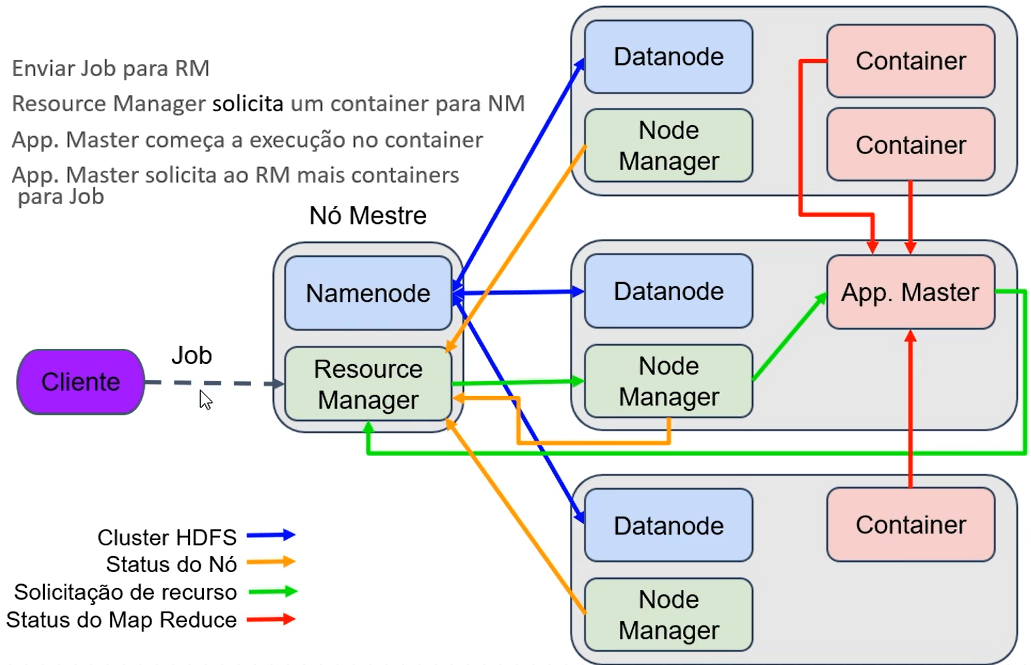 Enviar Job para RM
Resource Manager solicita um container para NM
App. Master começa a execução no container
App. Master solicita ao RM mais containers
para Job
Nó Mestre
Namenode
Resource
Manager
Job
Cliente
Datanode
Node
Manager
Container
Container
Datanode
Node
Manager
App. Master
Datanode
Node
Manager
Container
Cluster HDFS
Status do Nó
Solicitação de recurso
Status do Map Reduce